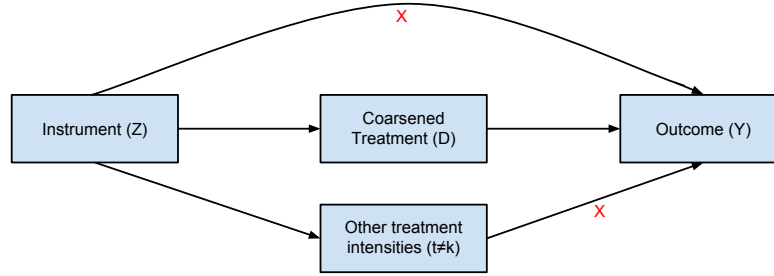 X
Instrument (Z)
Coarsened
Treatment (D)
Outcome (Y)
Other treatment
intensities (t≠k)
X